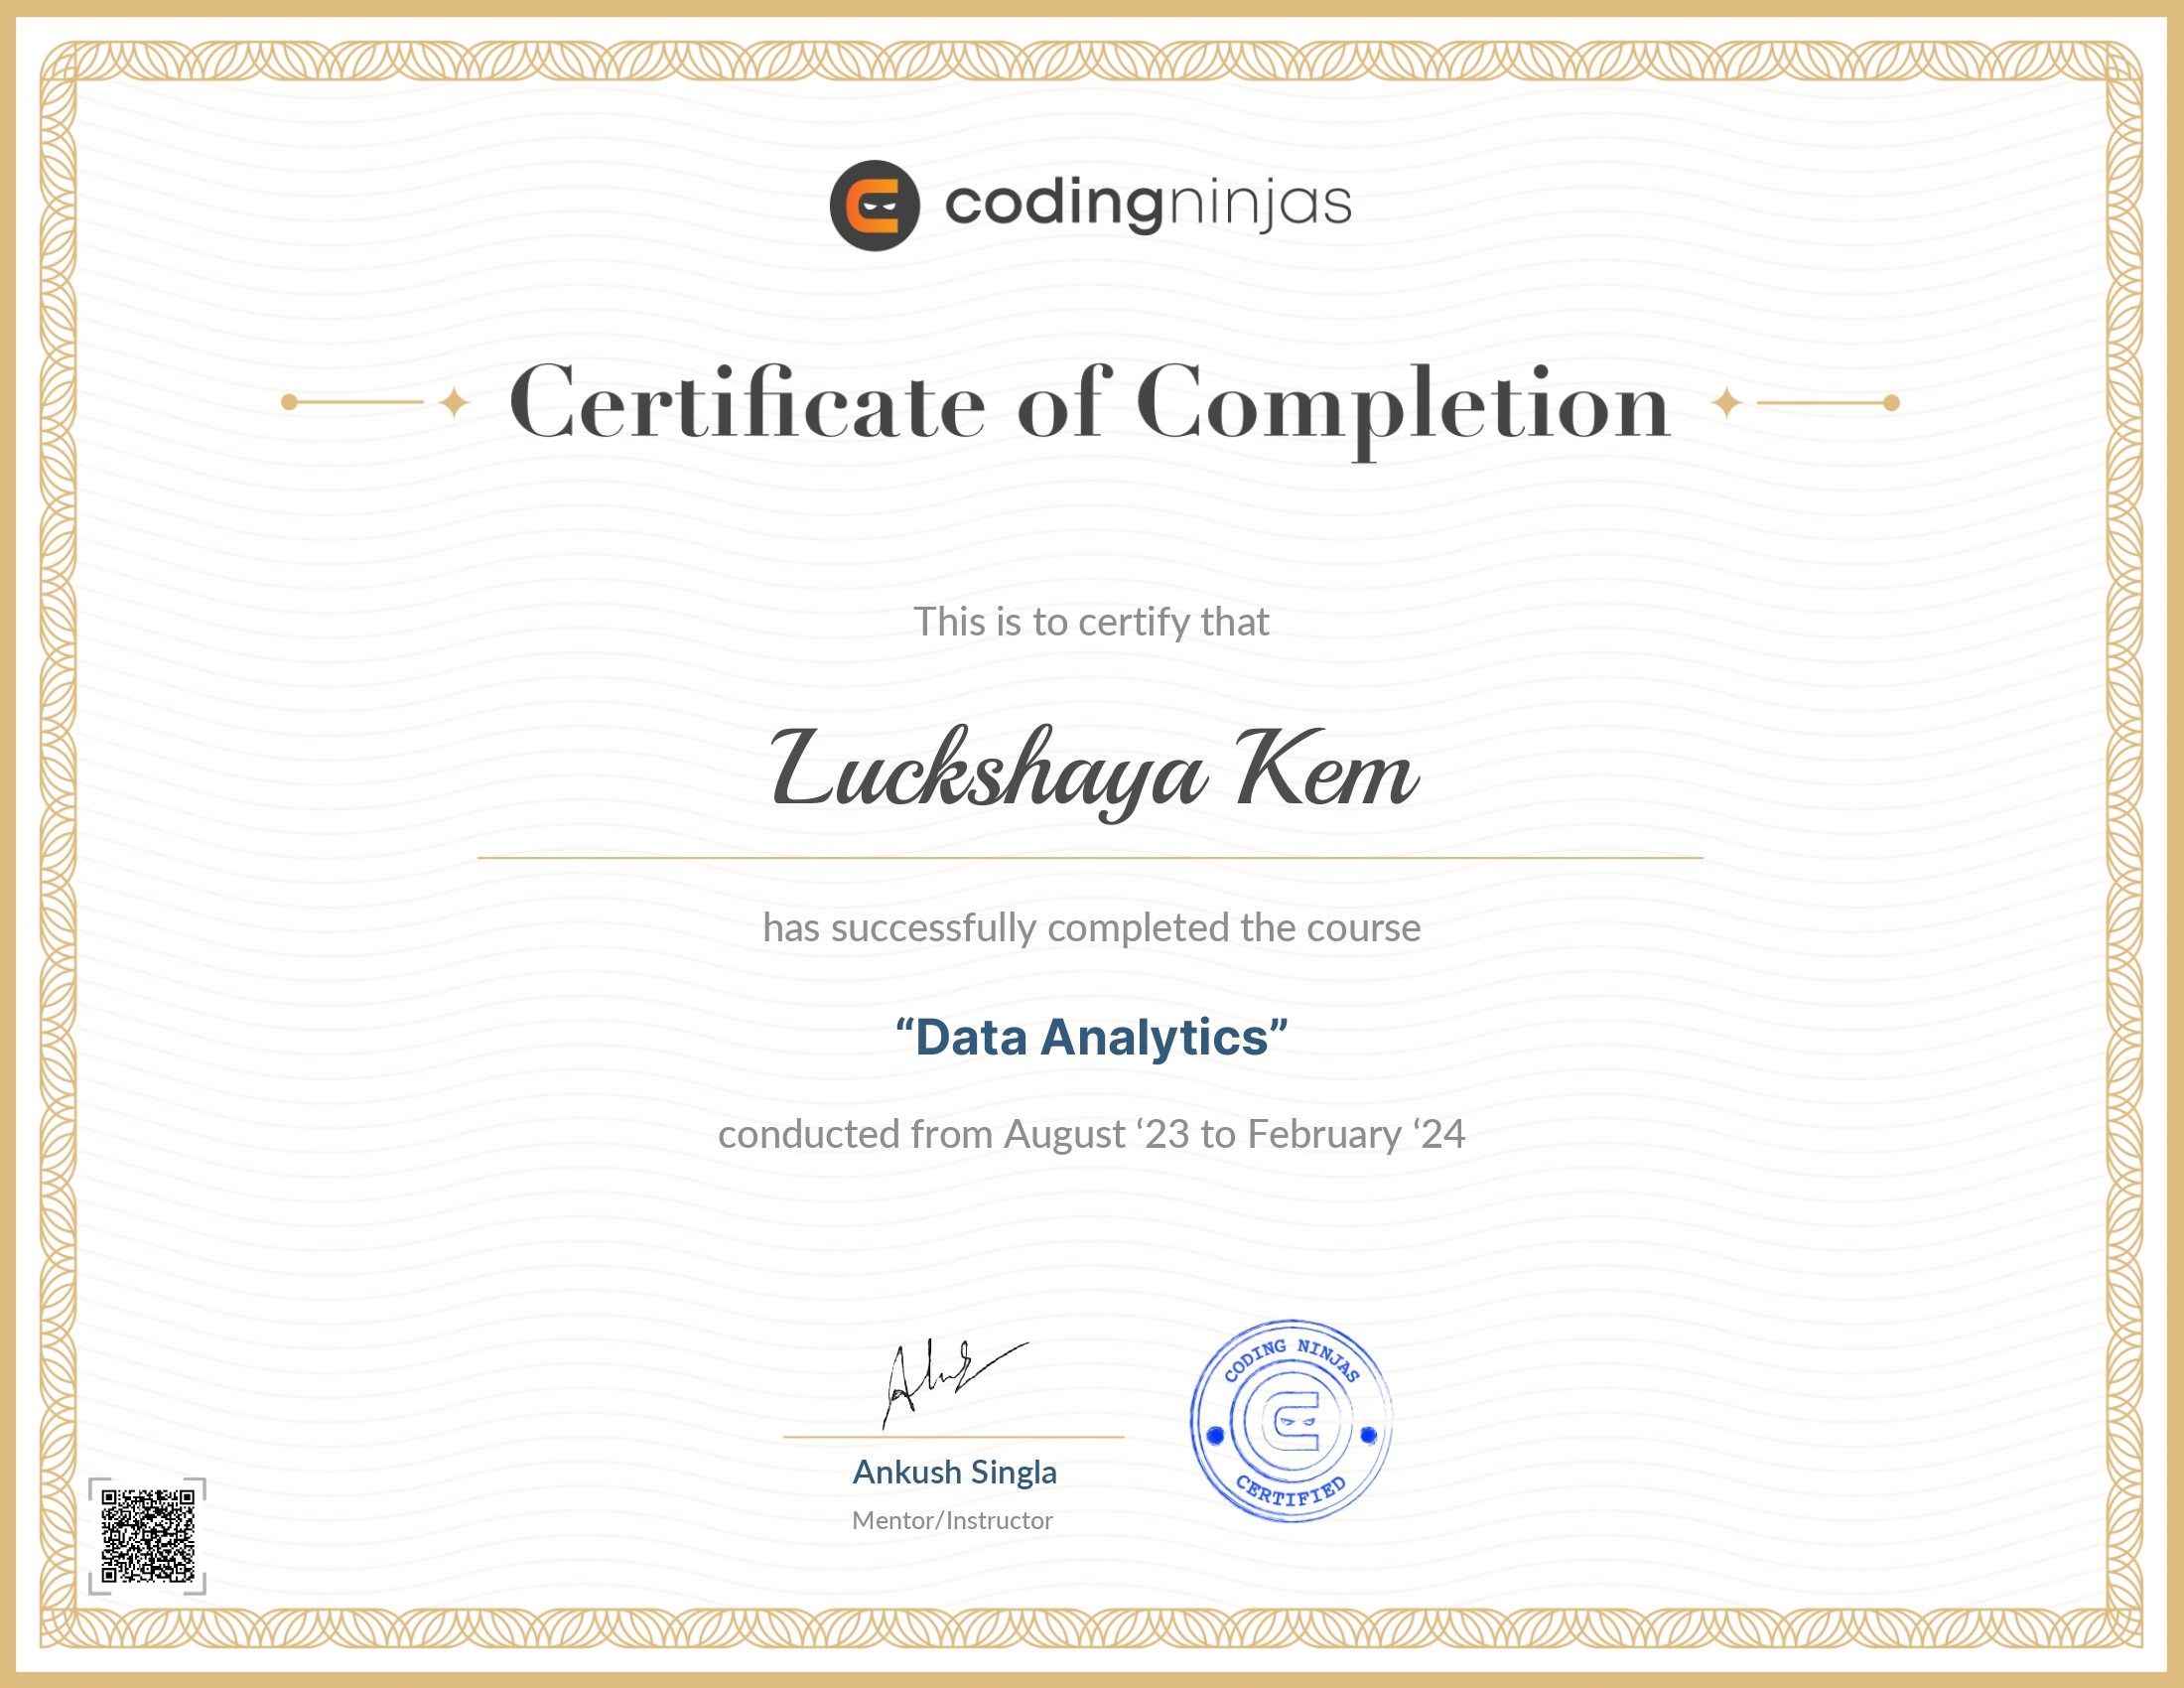 codingninjas
Certificate of Completion
This is to certify that
Luckshaya Kem
has successfully completed the course
“Data Analytics”
conducted from August ‘23 to February ‘24
Ankush Singla
Mentor/Instructor
CODING NINJAS
CERTIFIED